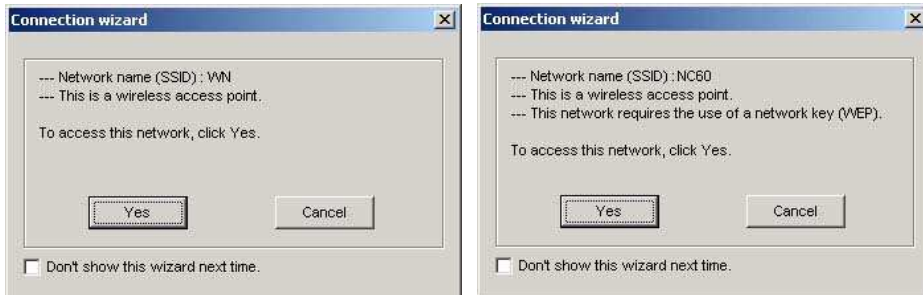 Connection wizard
--- Network name (SSID) : WN
--- This is a wireless access point.
To access this network, click Yes.
Yes
Cancel
Don't show this wizard next time.
Connection wizard
--- Network name (SSID) : NC60
--- This is a wireless access point.
--- This network requires the use of a network key (WEP).
To access this network, click Yes.
Yes
Cancel
Don't show this wizard next time.